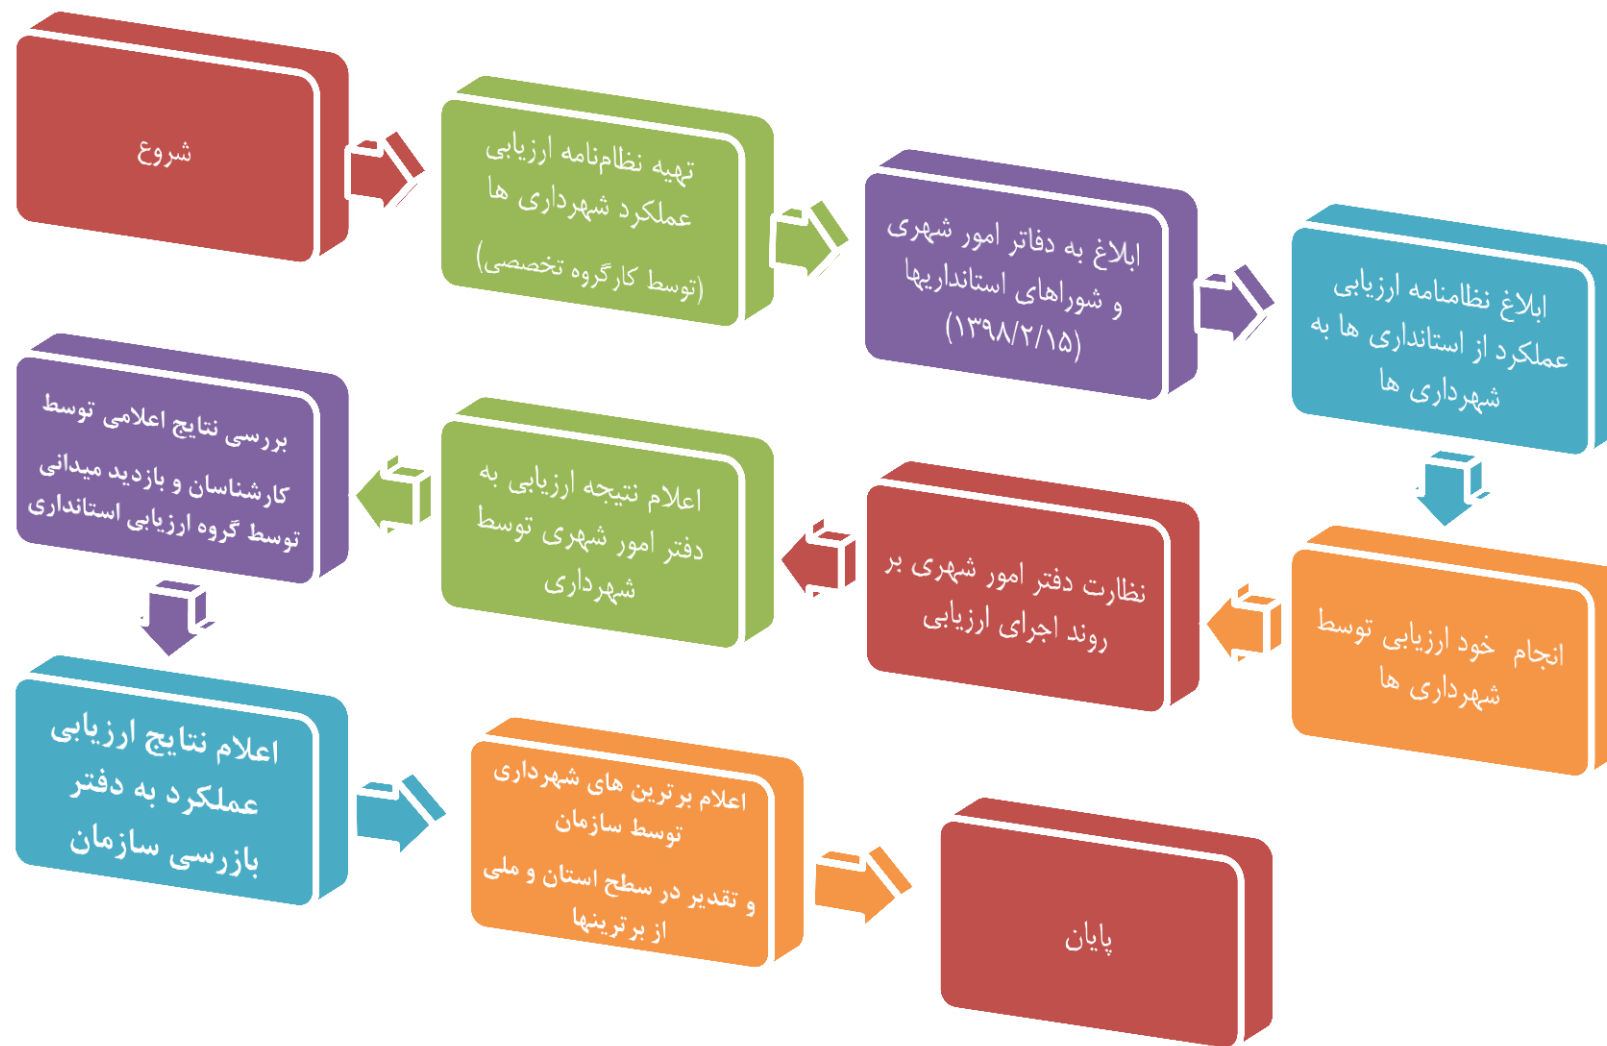 شروع
تهیه نظام‌نامه ارزیابی
عملکرد شهرداری ها
(توسط کارگروه تخصصی)
ابلاغ به دفاتر امور شهری
و شوراهای استانداریها
(۱۳۹۸/۲/۱۵)
ابلاغ نظامنامه ارزیابی
عملکرد از استانداری ها به
شهرداری ها
انجام خود ارزیابی توسط
شهرداری ها
نظارت دفتر امور شهری بر
روند اجرای ارزیابی
اعلام نتیجه ارزیابی به
دفتر امور شهری توسط
شهرداری
بررسی نتایج اعلامی توسط
کارشناسان و بازدید میدانی
توسط گروه ارزیابی استانداری
اعلام نتایج ارزیابی
عملکرد به دفتر
بازرسی سازمان
اعلام برترین های شهرداری
توسط سازمان
و تقدیر در سطح استان و ملی
از برترینها
پایان